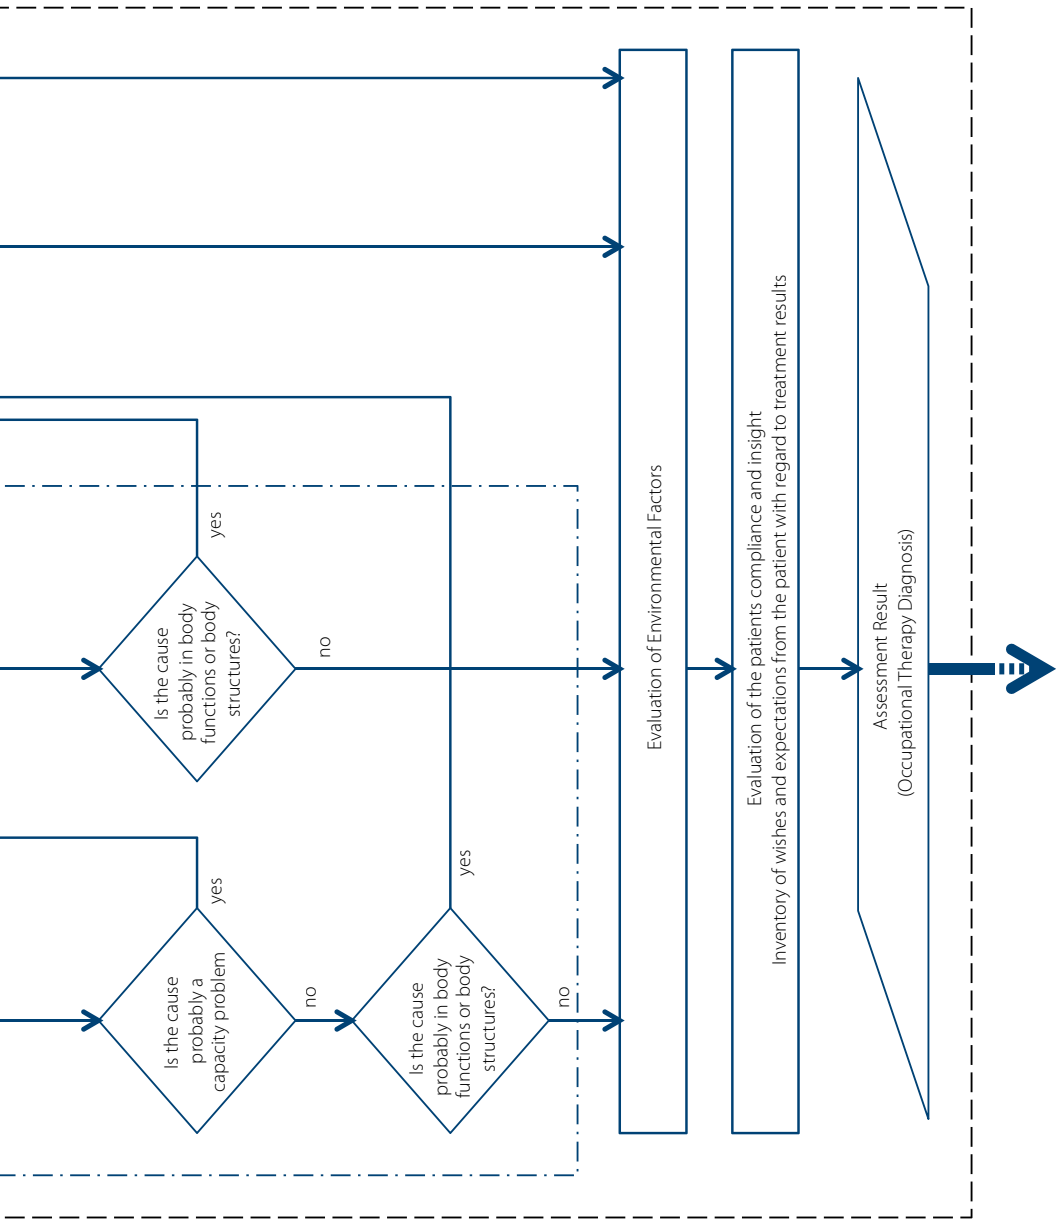 Is the cause
probably in body
functions or body
structures?
yes
no
Is the cause
probably a
capacity problem
yes
no
Is the cause
probably in body
functions or body
structures?
yes
no
Evaluation of Environmental Factors
Evaluation of the patients compliance and insight
Inventory of wishes and expectations from the patient with regard to treatment results
Assessment Result
(Occupational Therapy Diagnosis)